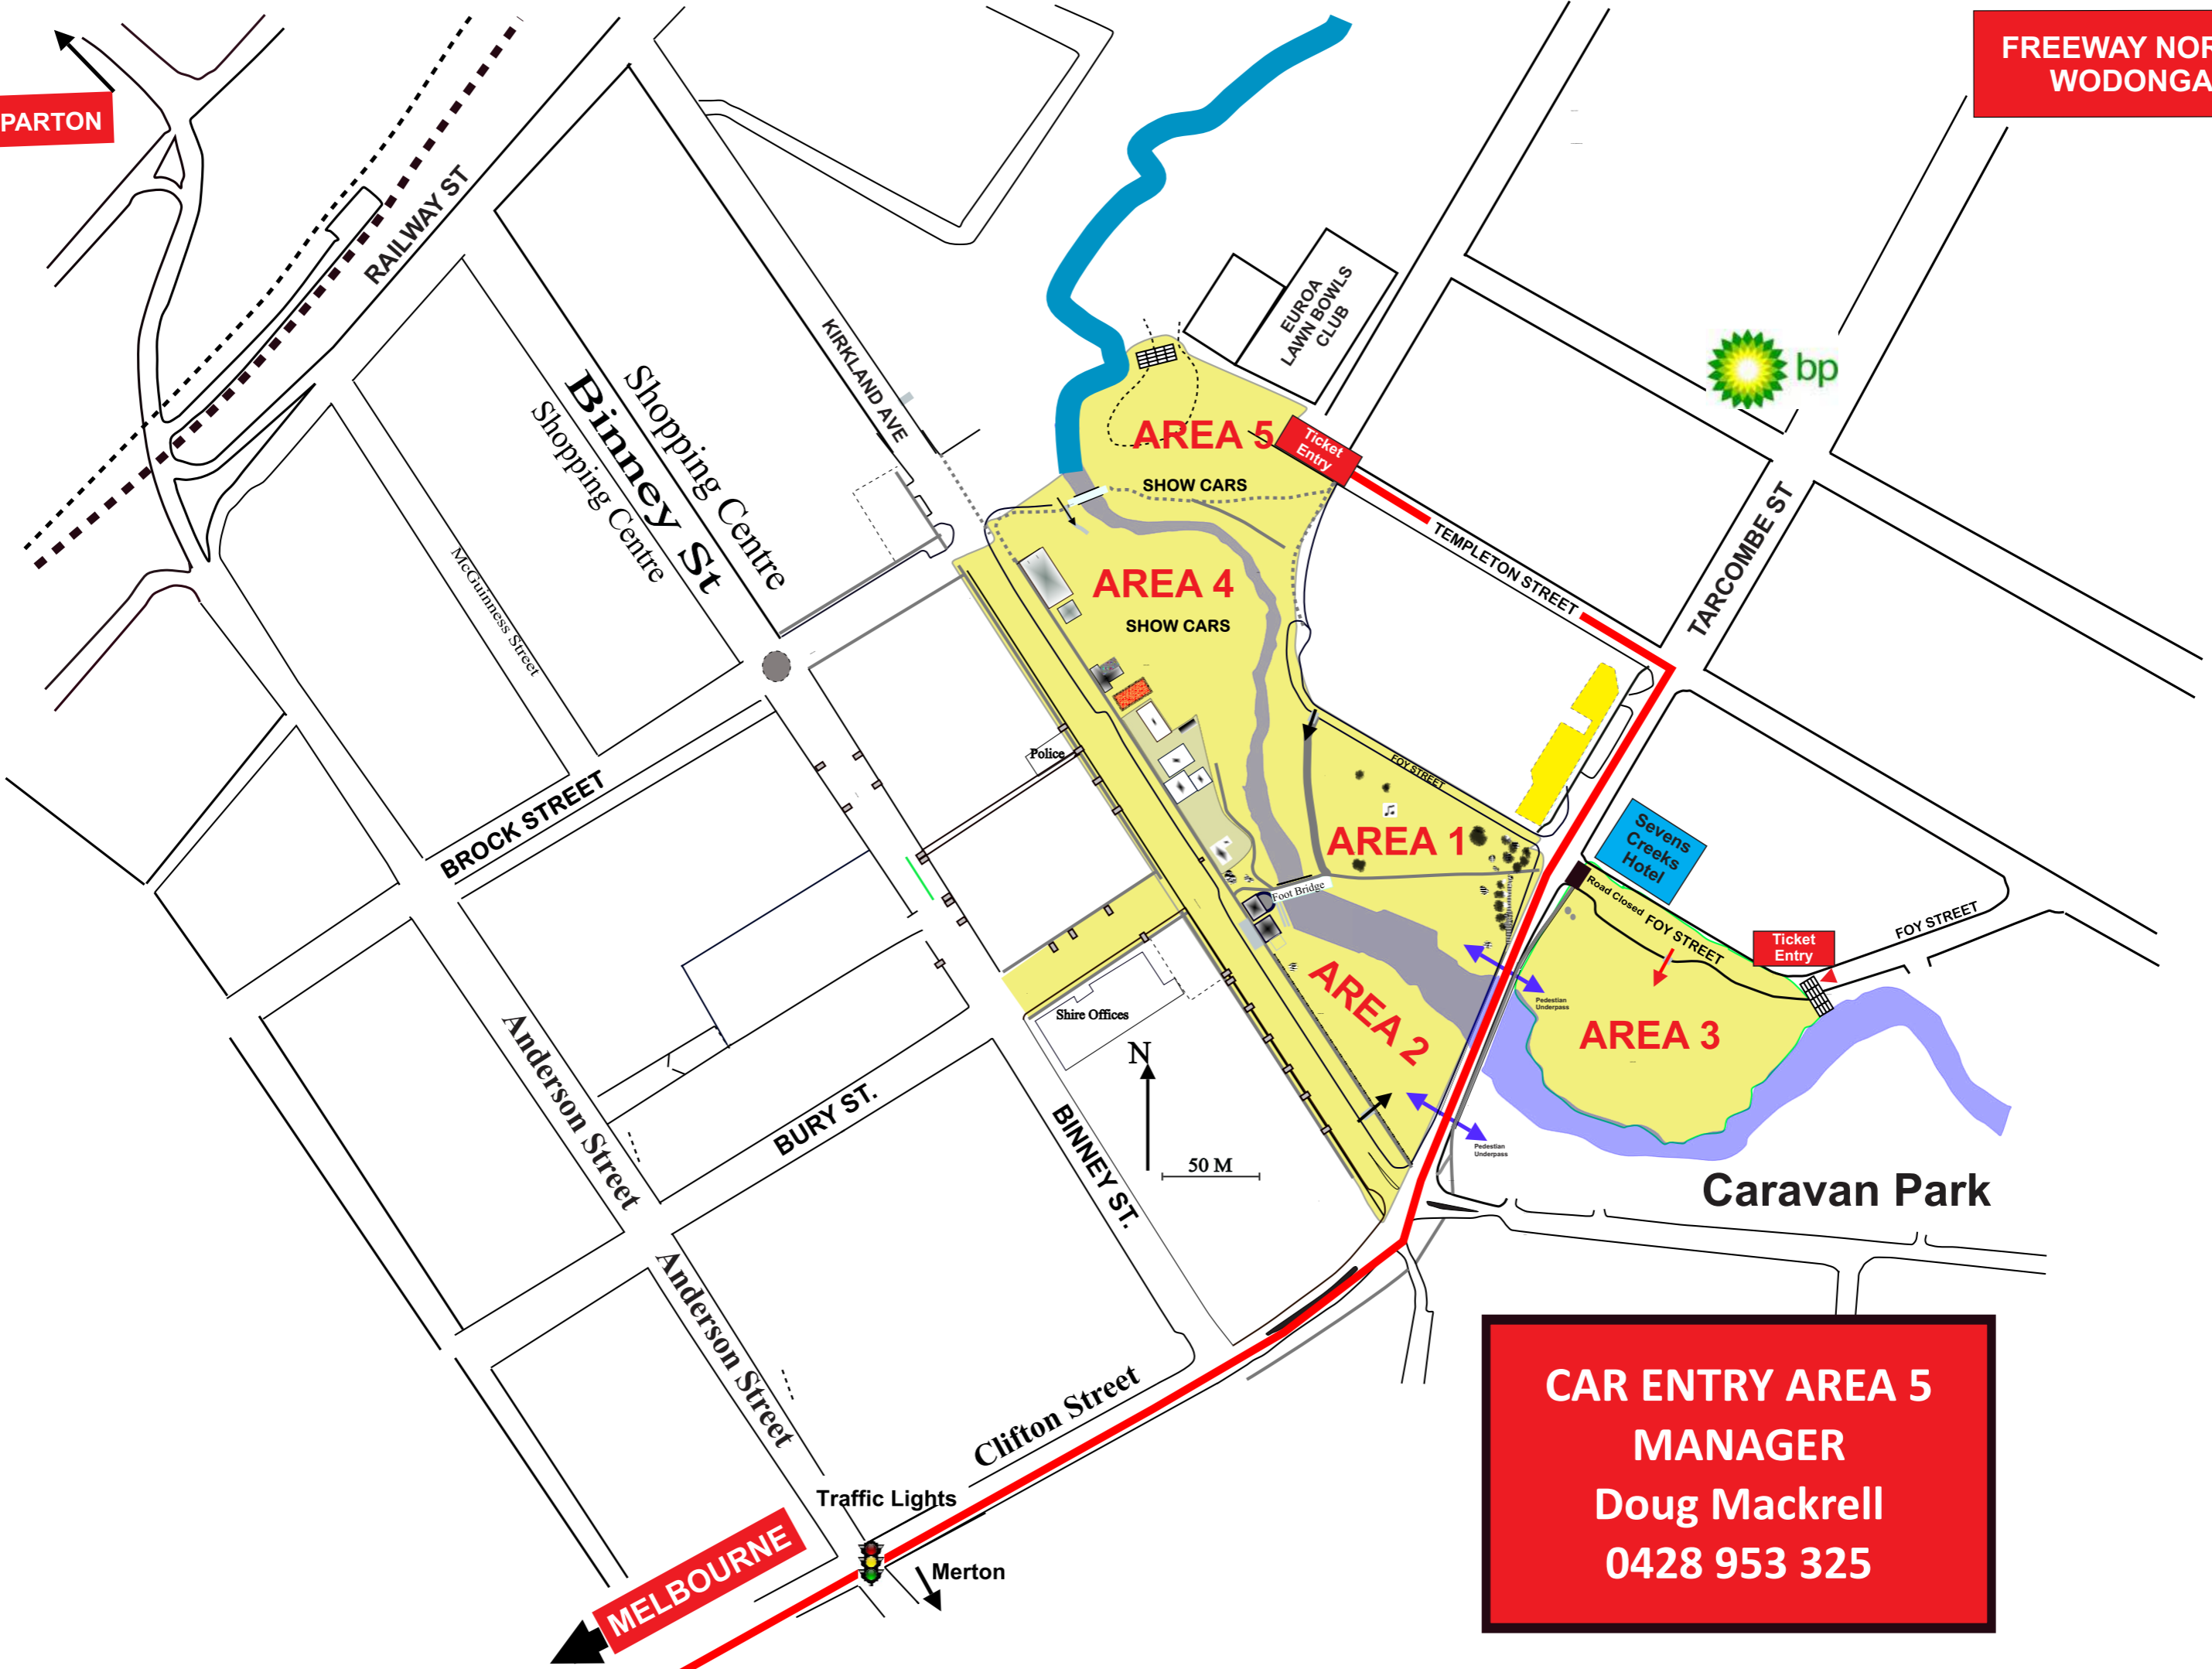 FREEWAY NOR
WODONGA
PARTON
RAILWAY ST
KIRKLAND AVE
Shopping Centre
Binney St
Shopping Centre
McGuinness Street
EUROA
LAWN BOWLS
CLUB
bp
AREA 5
Ticket
Entry
SHOW CARS
TEMPLETON STREET
TARCOMBE ST
AREA 4
SHOW CARS
Police
FOY STREET
BROCK STREET
AREA 1
Sevens
Creeks
Hotel
Foot Bridge
Road Closed
FOY STREET
FOY STREET
Ticket
Entry
Pedestian
Underpass
AREA 2
AREA 3
Shire Offices
Anderson Street
N
BURY ST.
BINNEY ST.
50 M
Pedestian
Underpass
Caravan Park
Anderson Street
Clifton Street
Traffic Lights
Merton
MELBOURNE
CAR ENTRY AREA 5
MANAGER
Doug Mackrell
0428 953 325